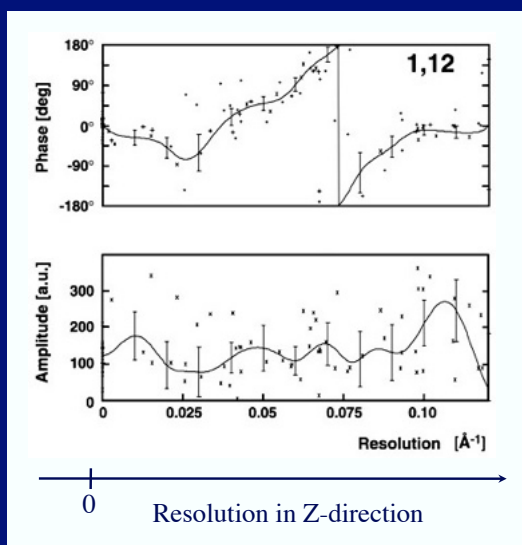 180°
1,12
90°
0°
-90°
-180°
Phase [deg]
300
200
100
0
Amplitude [a.u.]
0 0.025 0.05 0.075 0.10
Resolution [Å⁻¹]
0
Resolution in Z-direction